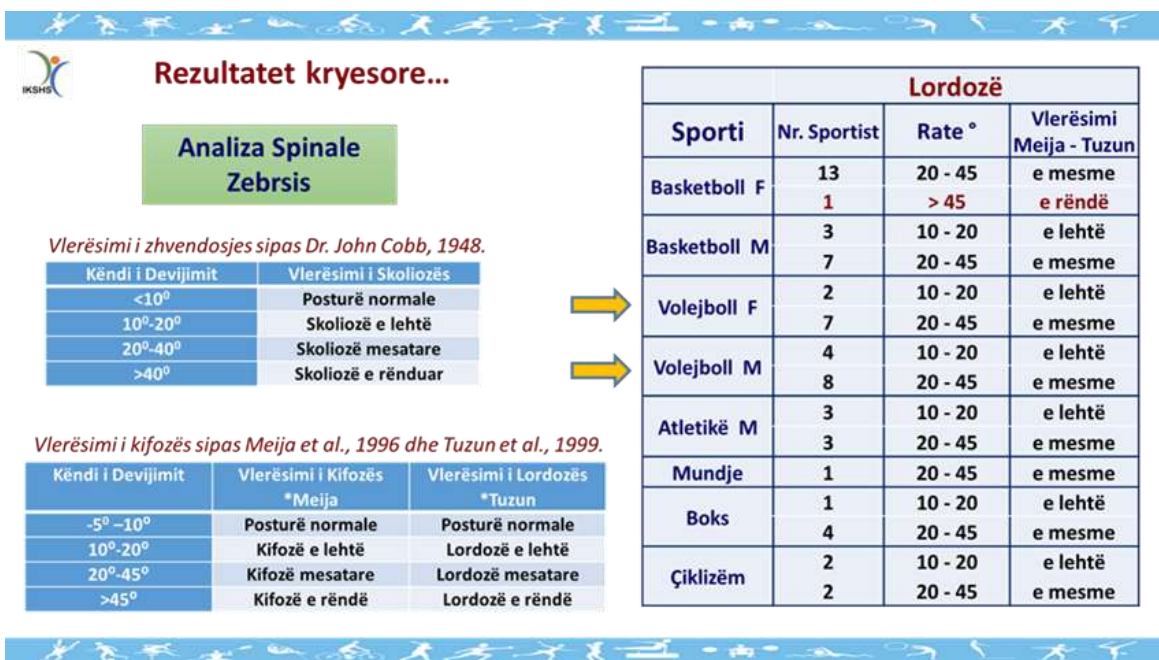 IKSHS
Rezultatet kryesore...
Analiza Spinale
Zebrsis
Vlerësimi i zhvendosjes sipas Dr. John Cobb, 1948.
Këndi i Devijimit Vlerësimi i Skoliozës
<10⁰ Posturë normale
10⁰-20⁰ Skoliozë e lehtë
20⁰-40⁰ Skoliozë mesatare
>40⁰ Skoliozë e rënduar
Vlerësimi i kifozës sipas Meija et al., 1996 dhe Tuzun et al., 1999.
Këndi i Devijimit Vlerësimi i Kifozës Vlerësimi i Lordozës
*Meija *Tuzun
-5⁰ –10⁰ Posturë normale Posturë normale
10⁰-20⁰ Kifozë e lehtë Lordozë e lehtë
20⁰-45⁰ Kifozë mesatare Lordozë mesatare
>45⁰ Kifozë e rëndë Lordozë e rëndë
Lordozë
Sporti Nr. Sportist Rate ° Vlerësimi
Meija - Tuzun
Basketboll F 13 20 - 45 e mesme
1 > 45 e rëndë
Basketboll M 3 10 - 20 e lehtë
7 20 - 45 e mesme
Volejboll F 2 10 - 20 e lehtë
7 20 - 45 e mesme
Volejboll M 4 10 - 20 e lehtë
8 20 - 45 e mesme
Atletikë M 3 10 - 20 e lehtë
3 20 - 45 e mesme
Mundje 1 20 - 45 e mesme
Boks 1 10 - 20 e lehtë
4 20 - 45 e mesme
Çiklizëm 2 10 - 20 e lehtë
2 20 - 45 e mesme